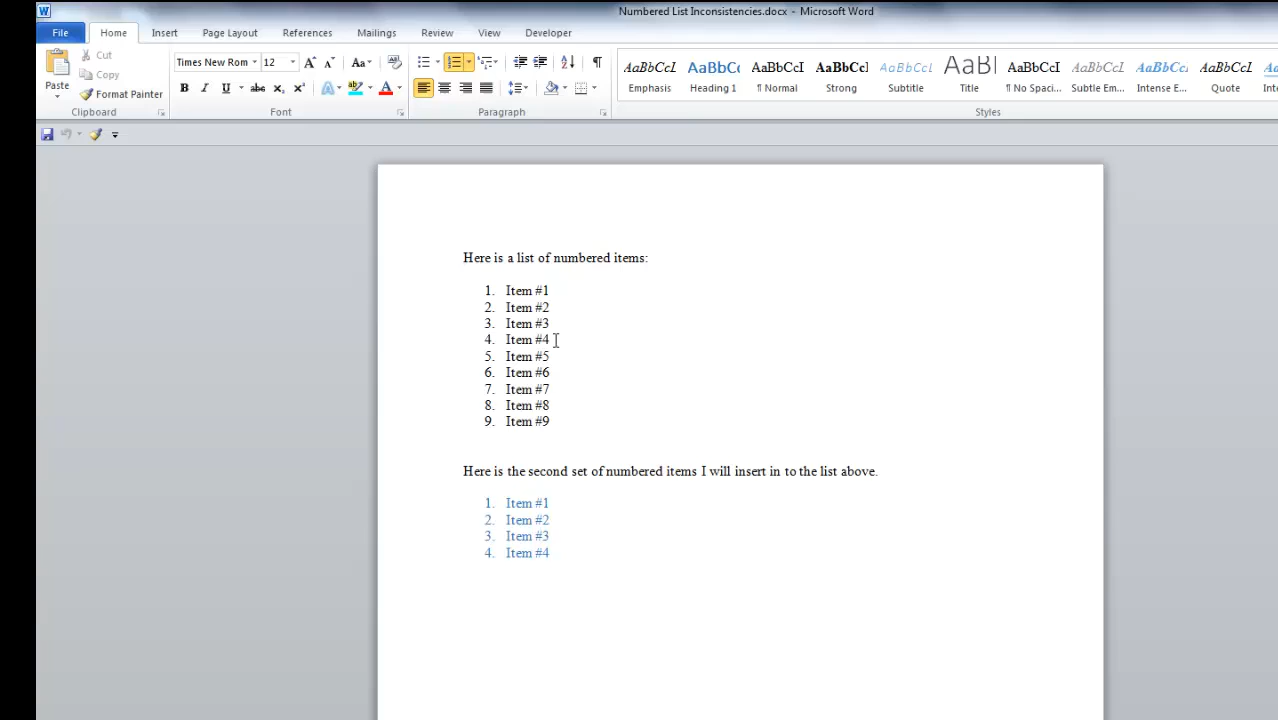 Numbered List Inconsistencies.docx - Microsoft Word
File Home Insert Page Layout References Mailings Review View Developer
Paste
Cut
Copy
Format Painter
Clipboard
Times New Rom 12
Font
Paragraph
AaBbCcI Emphasis
AaBbCc Heading 1
AaBbCcI ¶ Normal
AaBbCcI Strong
AaBbCcI Subtitle
AaBl Title
AaBbCcI ¶ No Spaci...
AaBbCcI Subtle Em...
AaBbCcI Intense E...
AaBbCcI Quote
Styles
Here is a list of numbered items:
1. Item #1
2. Item #2
3. Item #3
4. Item #4
5. Item #5
6. Item #6
7. Item #7
8. Item #8
9. Item #9
Here is the second set of numbered items I will insert in to the list above.
1. Item #1
2. Item #2
3. Item #3
4. Item #4